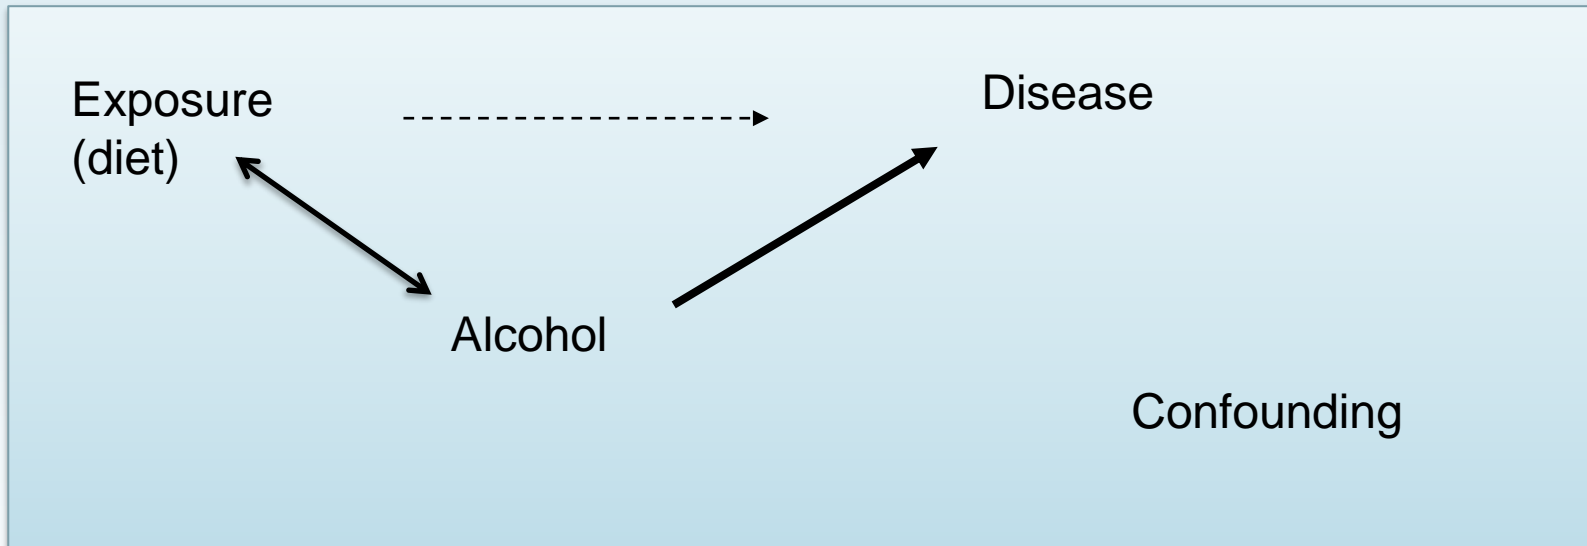 Exposure
(diet)
Disease
Alcohol
Confounding